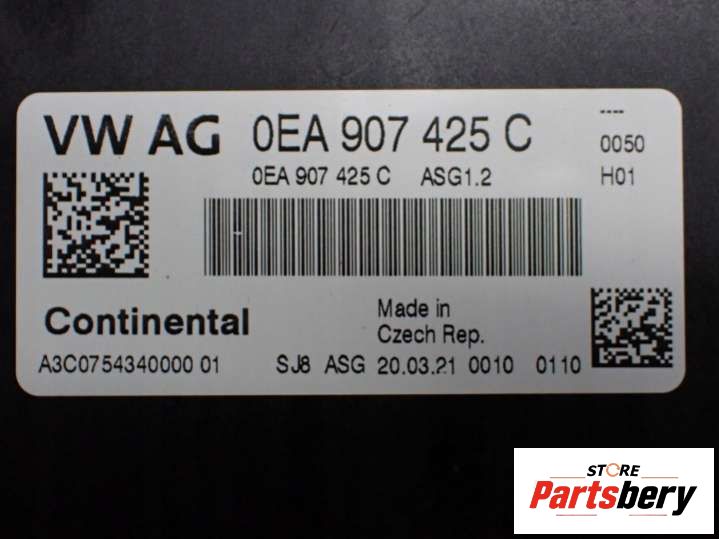 VW AG 0EA 907 425 C ----
0050
0EA 907 425 C ASG1.2 H01
Continental
Made in
Czech Rep.
A3C0754340000 01 SJ8 ASG 20.03.21 0010 0110
STORE
Partsbery